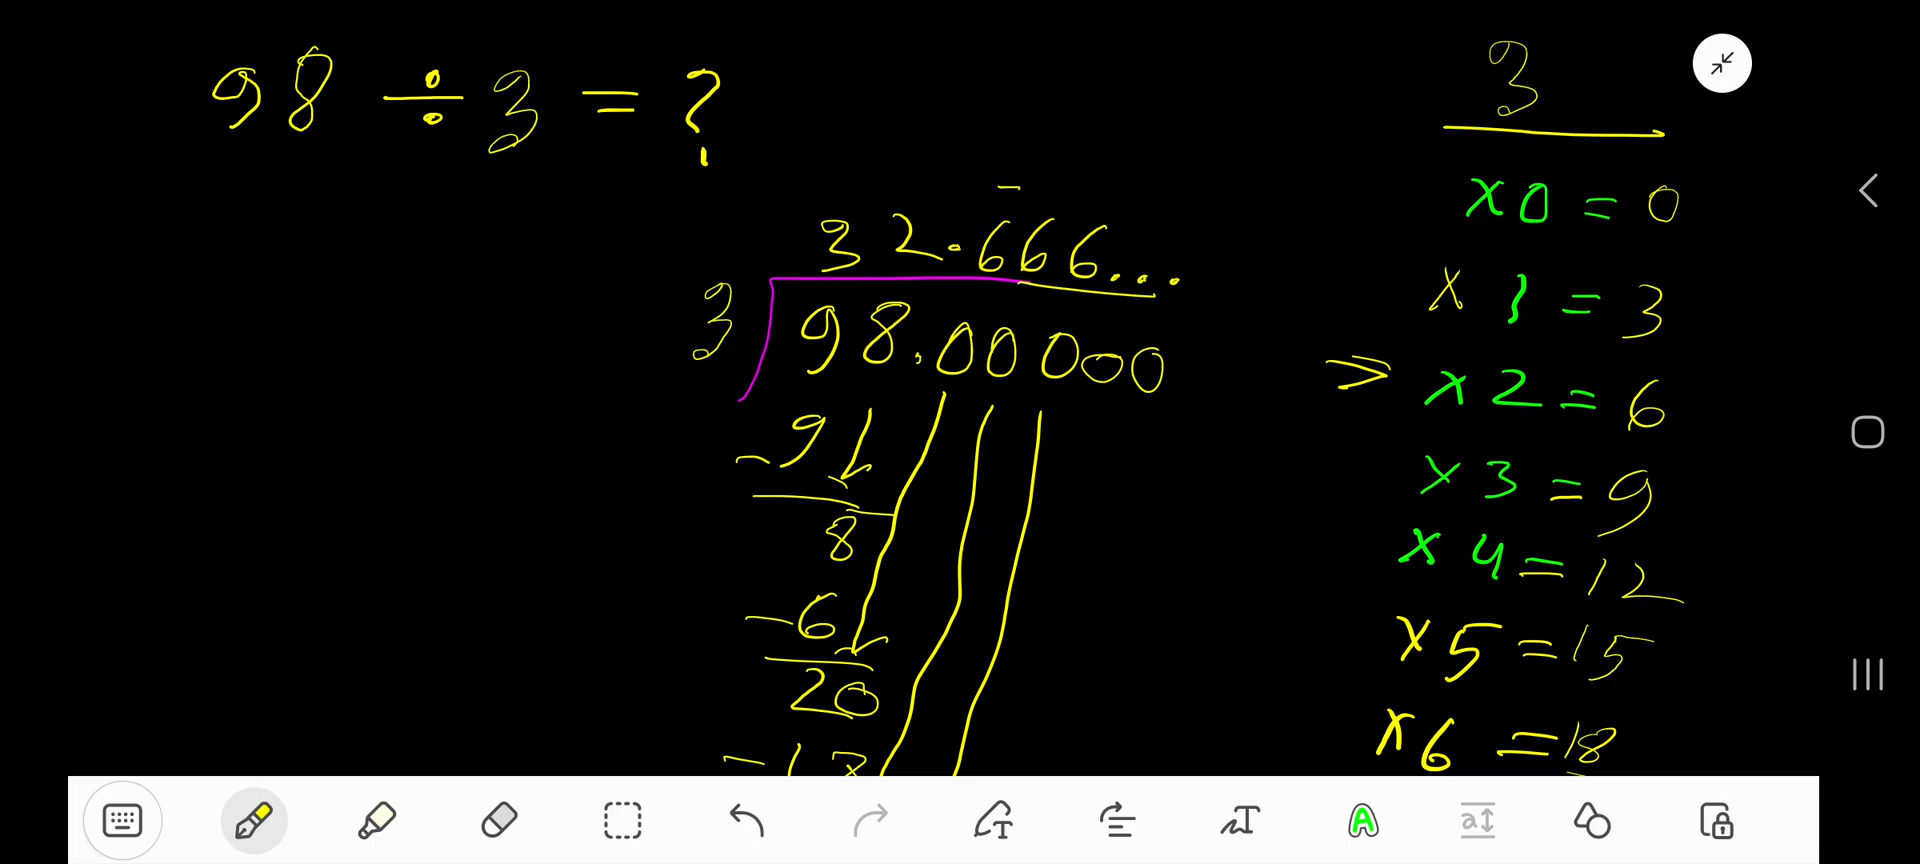 98 ÷ 3 = ?
32.666...
3
98.00000
-9
8
-6
20
-18
3
x0=0
x1=3
x2=6
x3=9
x4=12
x5=15
x6=18